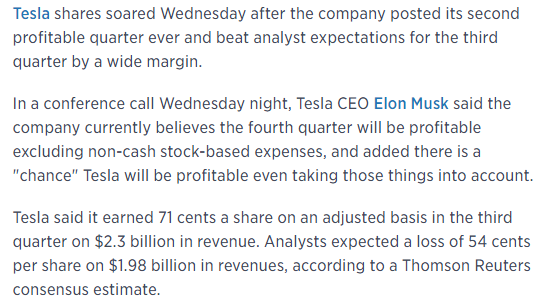 Tesla shares soared Wednesday after the company posted its second
profitable quarter ever and beat analyst expectations for the third
quarter by a wide margin.
In a conference call Wednesday night, Tesla CEO Elon Musk said the
company currently believes the fourth quarter will be profitable
excluding non-cash stock-based expenses, and added there is a
"chance" Tesla will be profitable even taking those things into account.
Tesla said it earned 71 cents a share on an adjusted basis in the third
quarter on $2.3 billion in revenue. Analysts expected a loss of 54 cents
per share on $1.98 billion in revenues, according to a Thomson Reuters
consensus estimate.